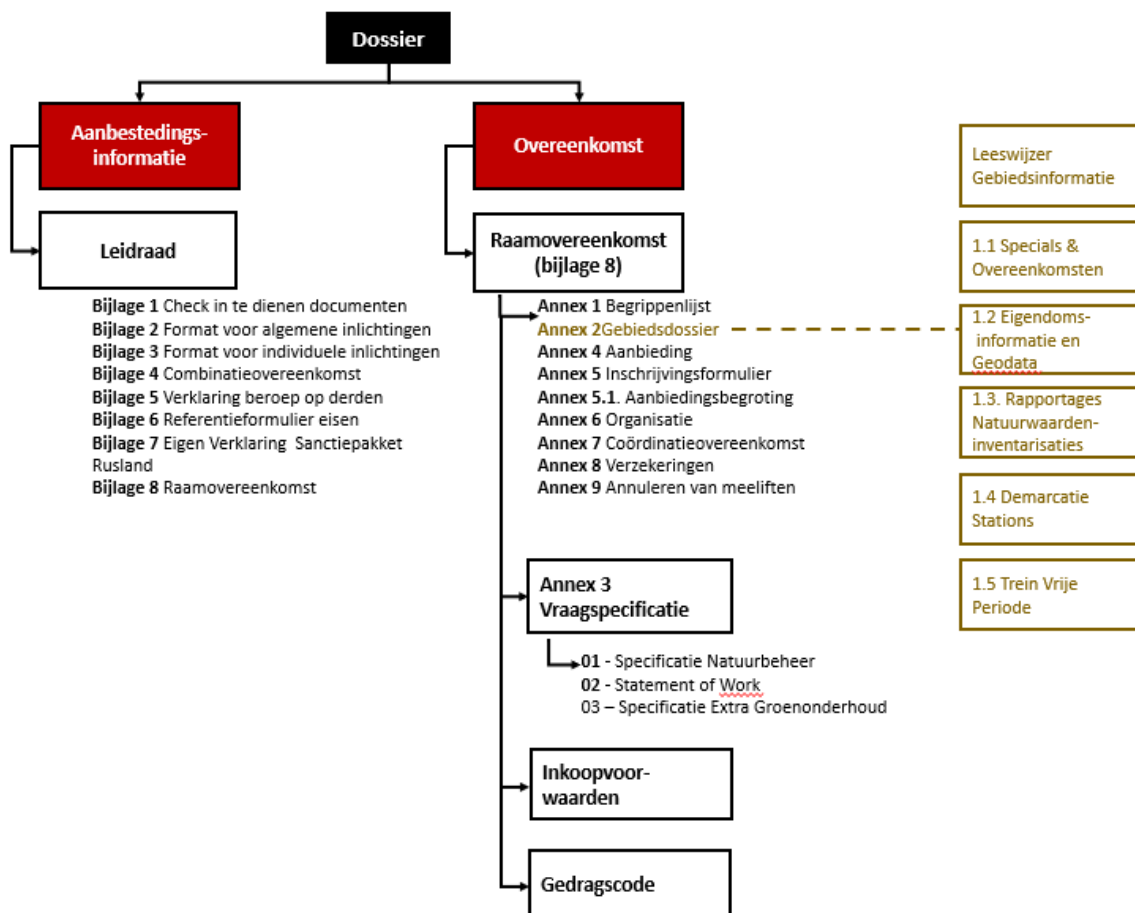 Dossier
Aanbestedings-
informatie
Leidraad
Bijlage 1 Check in te dienen documenten
Bijlage 2 Format voor algemene inlichtingen
Bijlage 3 Format voor individuele inlichtingen
Bijlage 4 Combinatieovereenkomst
Bijlage 5 Verklaring beroep op derden
Bijlage 6 Referentieformulier eisen
Bijlage 7 Eigen Verklaring Sanctiepakket
Rusland
Bijlage 8 Raamovereenkomst
Overeenkomst
Raamovereenkomst
(bijlage 8)
Annex 1 Begrippenlijst
Annex 2Gebiedsdossier
Annex 4 Aanbieding
Annex 5 Inschrijvingsformulier
Annex 5.1. Aanbiedingsbegroting
Annex 6 Organisatie
Annex 7 Coördinatieovereenkomst
Annex 8 Verzekeringen
Annex 9 Annuleren van meeliften
Annex 3
Vraagspecificatie
01 - Specificatie Natuurbeheer
02 - Statement of Work
03 – Specificatie Extra Groenonderhoud
Inkoopvoor-
waarden
Gedragscode
Leeswijzer
Gebiedsinformatie
1.1 Specials &
Overeenkomsten
1.2 Eigendoms-
informatie en
Geodata
1.3. Rapportages
Natuurwaarden-
inventarisaties
1.4 Demarcatie
Stations
1.5 Trein Vrije
Periode